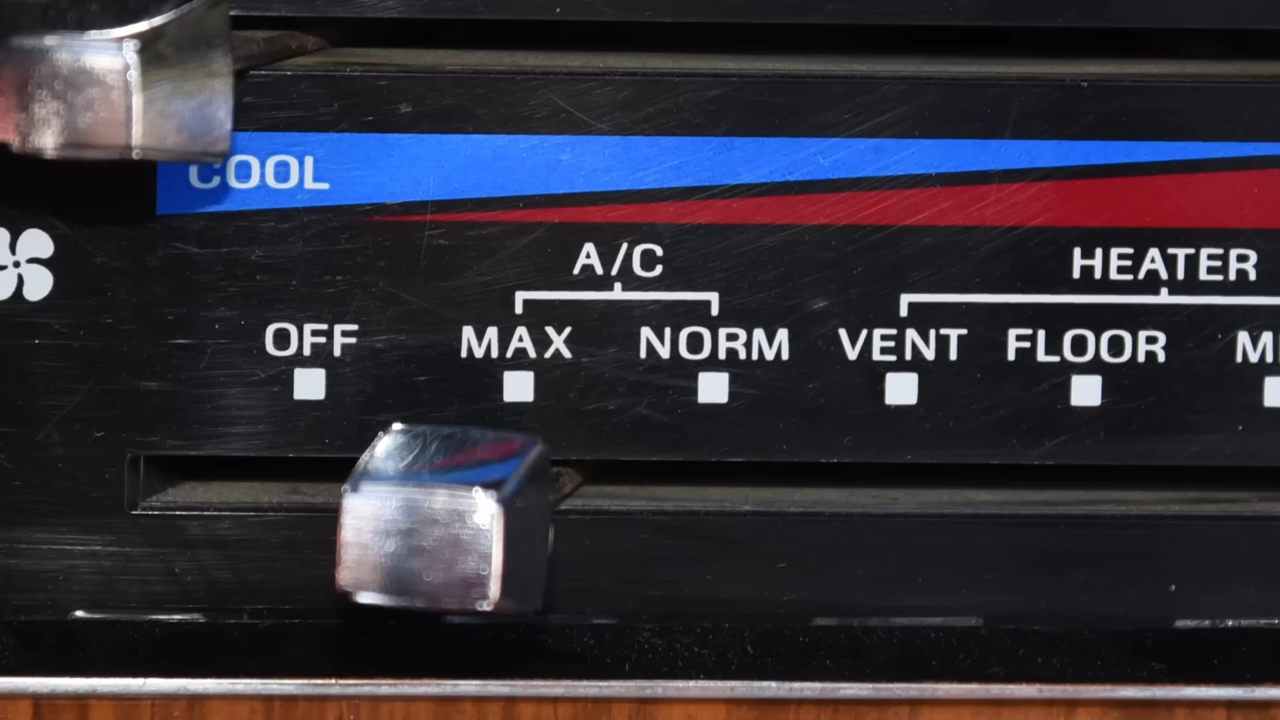 COOL
A/C
HEATER
OFF
MAX
NORM
VENT
FLOOR